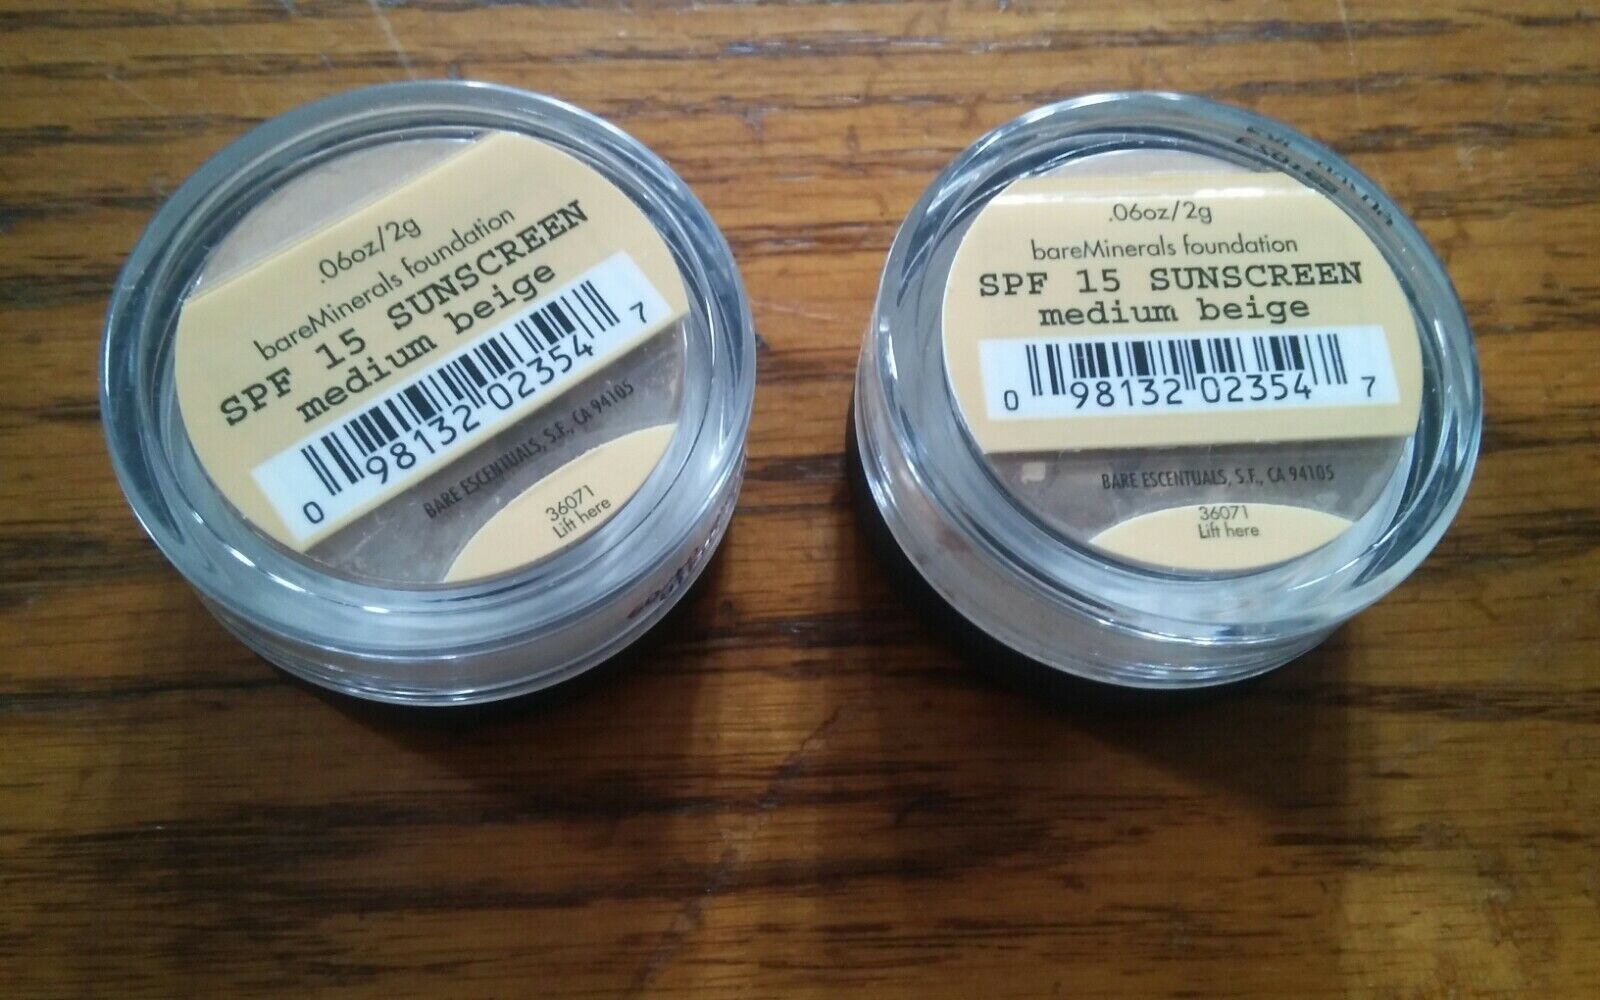 .06oz/2g
bareMinerals foundation
SPF 15 SUNSCREEN
medium beige
0 98132 02354 7
BARE ESCENTUALS, S.F., CA 94105
36071
Lift here
.06oz/2g
bareMinerals foundation
SPF 15 SUNSCREEN
medium beige
0 98132 02354 7
BARE ESCENTUALS, S.F., CA 94105
36071
Lift here